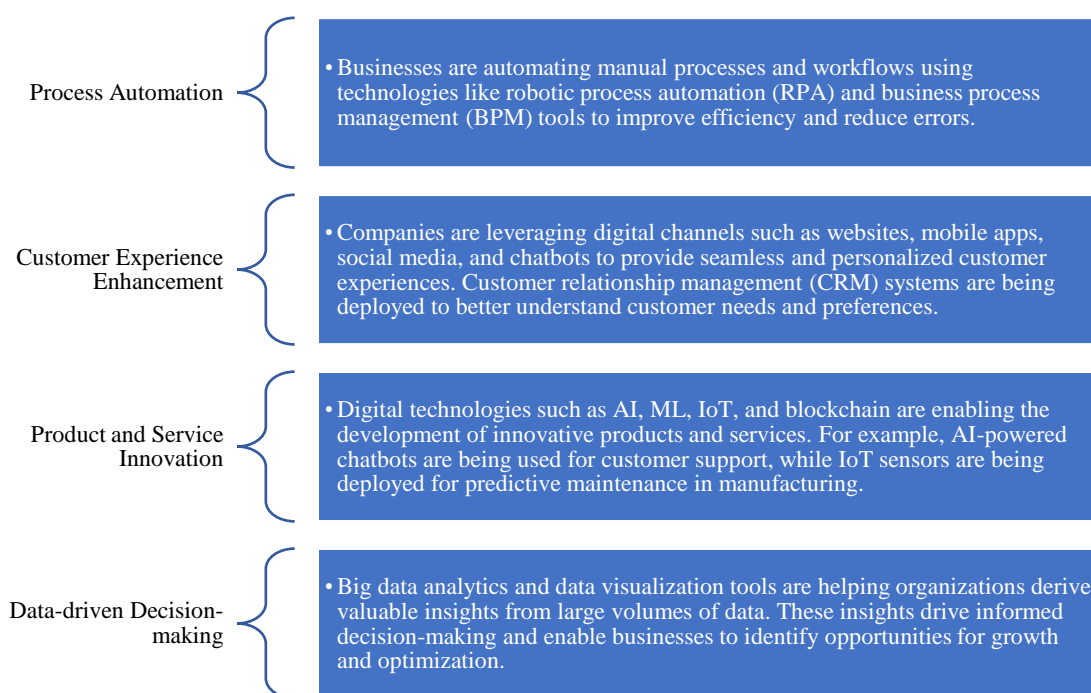 Process Automation
• Businesses are automating manual processes and workflows using
technologies like robotic process automation (RPA) and business process
management (BPM) tools to improve efficiency and reduce errors.
Customer Experience
Enhancement
• Companies are leveraging digital channels such as websites, mobile apps,
social media, and chatbots to provide seamless and personalized customer
experiences. Customer relationship management (CRM) systems are being
deployed to better understand customer needs and preferences.
Product and Service
Innovation
• Digital technologies such as AI, ML, IoT, and blockchain are enabling the
development of innovative products and services. For example, AI-powered
chatbots are being used for customer support, while IoT sensors are being
deployed for predictive maintenance in manufacturing.
Data-driven Decision-
making
• Big data analytics and data visualization tools are helping organizations derive
valuable insights from large volumes of data. These insights drive informed
decision-making and enable businesses to identify opportunities for growth
and optimization.